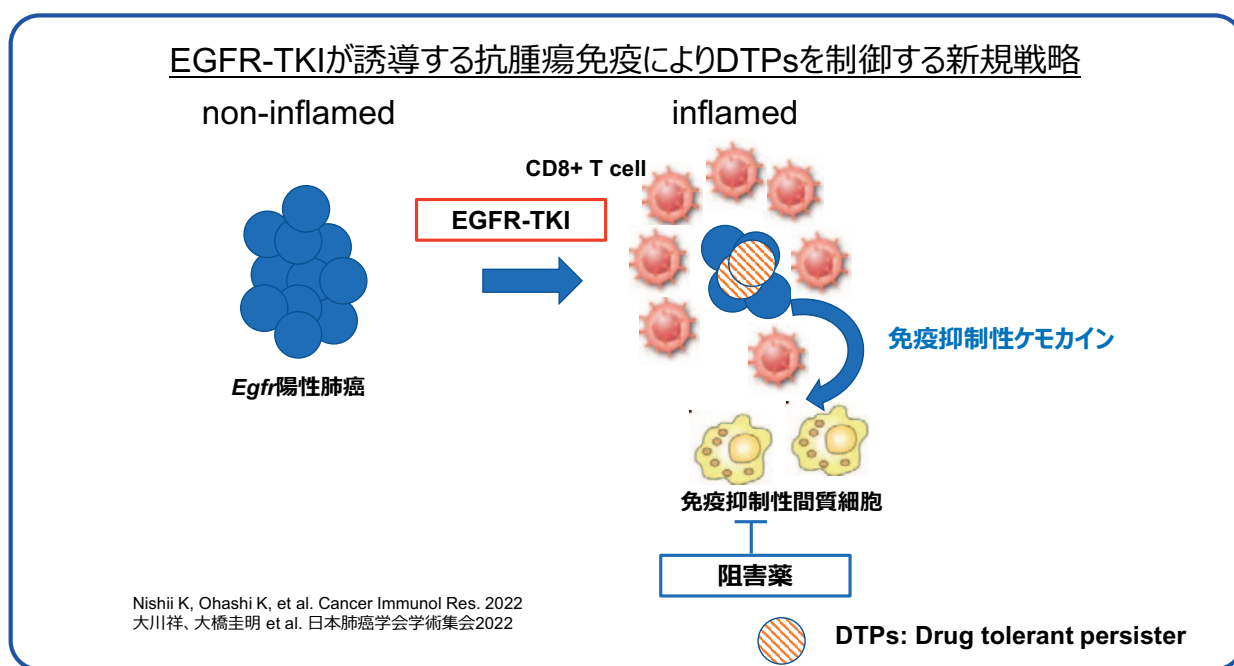 EGFR-TKIが誘導する抗腫瘍免疫によりDTPsを制御する新規戦略
non-inflamed
inflamed
CD8+ T cell
EGFR-TKI
免疫抑制性ケモカイン
Egfr陽性肺癌
免疫抑制性間質細胞
阻害薬
Nishii K, Ohashi K, et al. Cancer Immunol Res. 2022
大川祥、大橋圭明 et al. 日本肺癌学会学術集会2022
DTPs: Drug tolerant persister